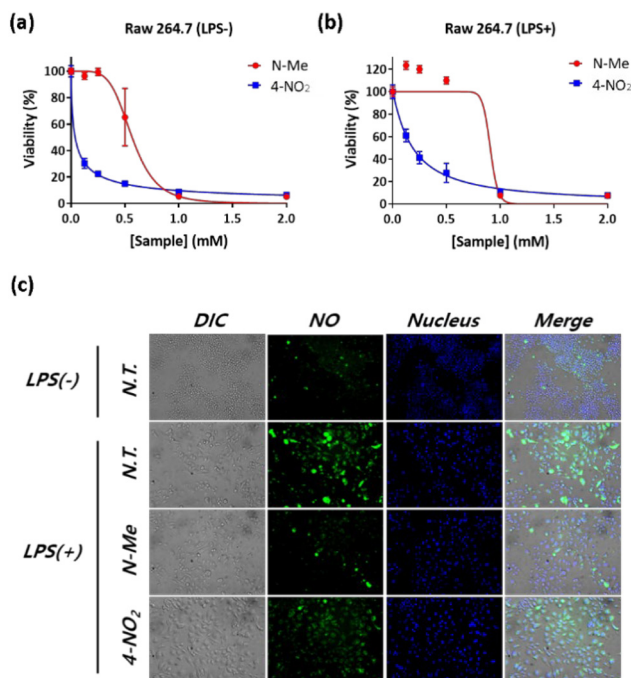 (a)
Raw 264.7 (LPS-)
N-Me
4-NO₂
Viability (%)
120
100
80
60
40
20
0
0.0 0.5 1.0 1.5 2.0
[Sample] (mM)
(b)
Raw 264.7 (LPS+)
N-Me
4-NO₂
Viability (%)
120
100
80
60
40
20
0
0.0 0.5 1.0 1.5 2.0
[Sample] (mM)
(c)
DIC NO Nucleus Merge
LPS(-) N.T.
LPS(+) N.T.
N-Me
4-NO₂